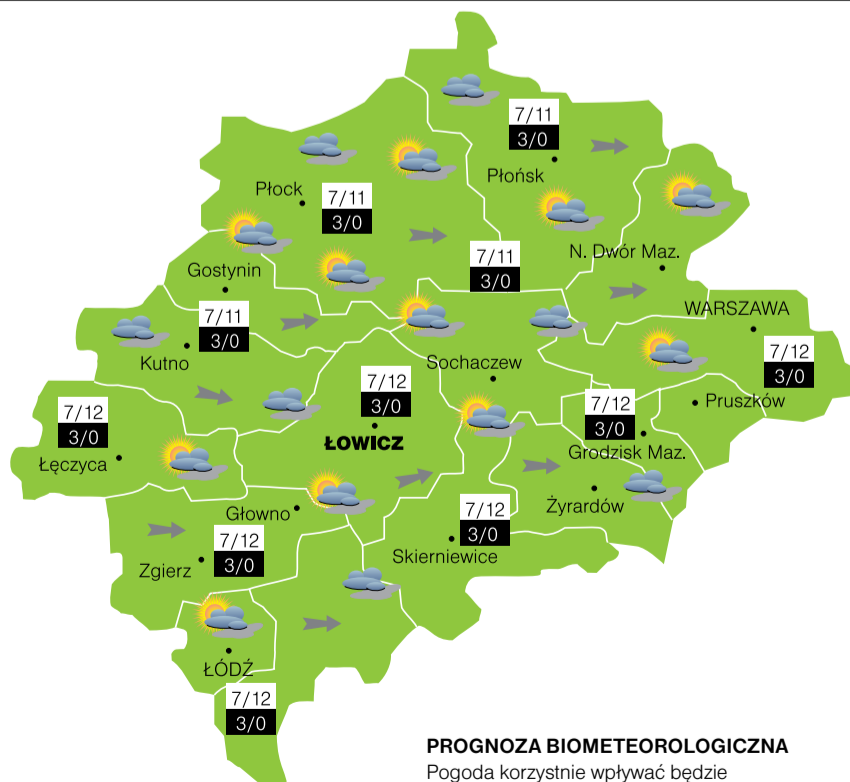 7/11
3/0
Płońsk
Płock
7/11
3/0
7/11
3/0
N. Dwór Maz.
Gostynin
WARSZAWA
7/11
3/0
Kutno
7/12
3/0
Sochaczew
7/12
3/0
Pruszków
7/12
3/0
Łęczyca
ŁOWICZ
7/12
3/0
Grodzisk Maz.
Żyrardów
Głowno
7/12
3/0
Skierniewice
7/12
3/0
Zgierz
ŁÓDŹ
7/12
3/0
PROGNOZA BIOMETEOROLOGICZNA
Pogoda korzystnie wpływać będzie